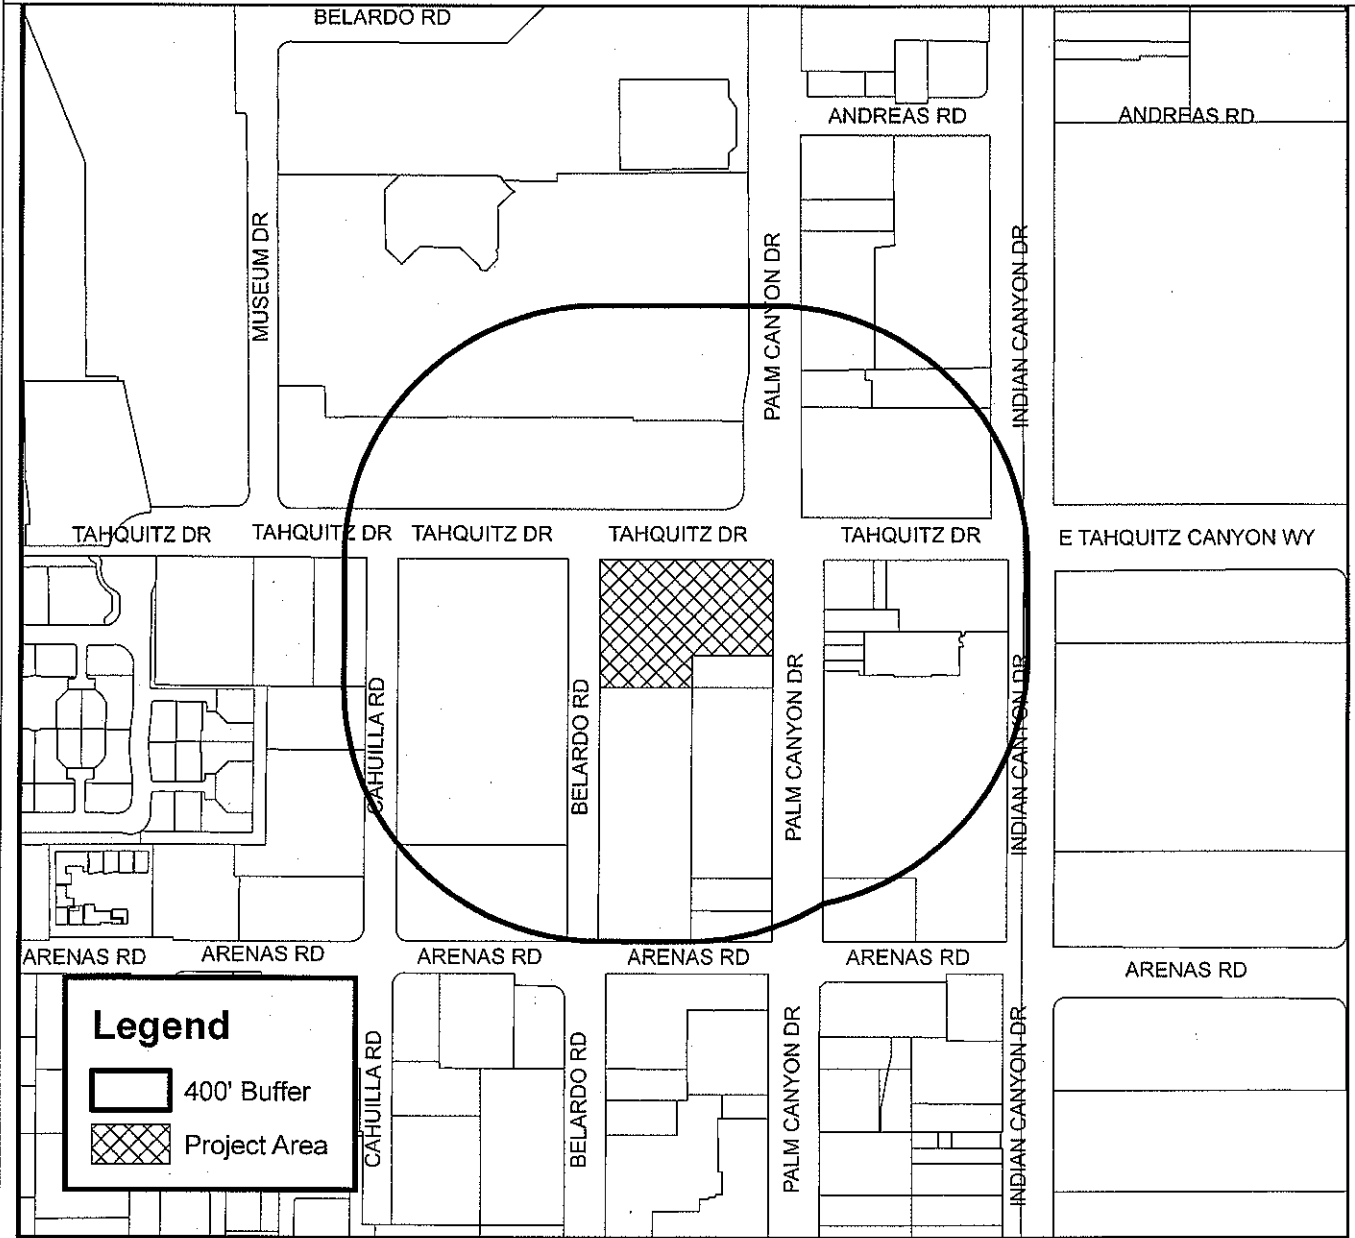 BELARDO RD
ANDREAS RD
ANDREAS RD
MUSEUM DR
PALM CANYON DR
INDIAN CANYON DR
TAHQUITZ DR
TAHQUITZ DR
TAHQUITZ DR
TAHQUITZ DR
TAHQUITZ DR
E TAHQUITZ CANYON WY
CAHUILLA RD
BELARDO RD
PALM CANYON DR
INDIAN CANYON DR
ARENAS RD
ARENAS RD
ARENAS RD
ARENAS RD
ARENAS RD
ARENAS RD
Legend
400' Buffer
Project Area
CAHUILLA RD
BELARDO RD
PALM CANYON DR
INDIAN CANYON DR